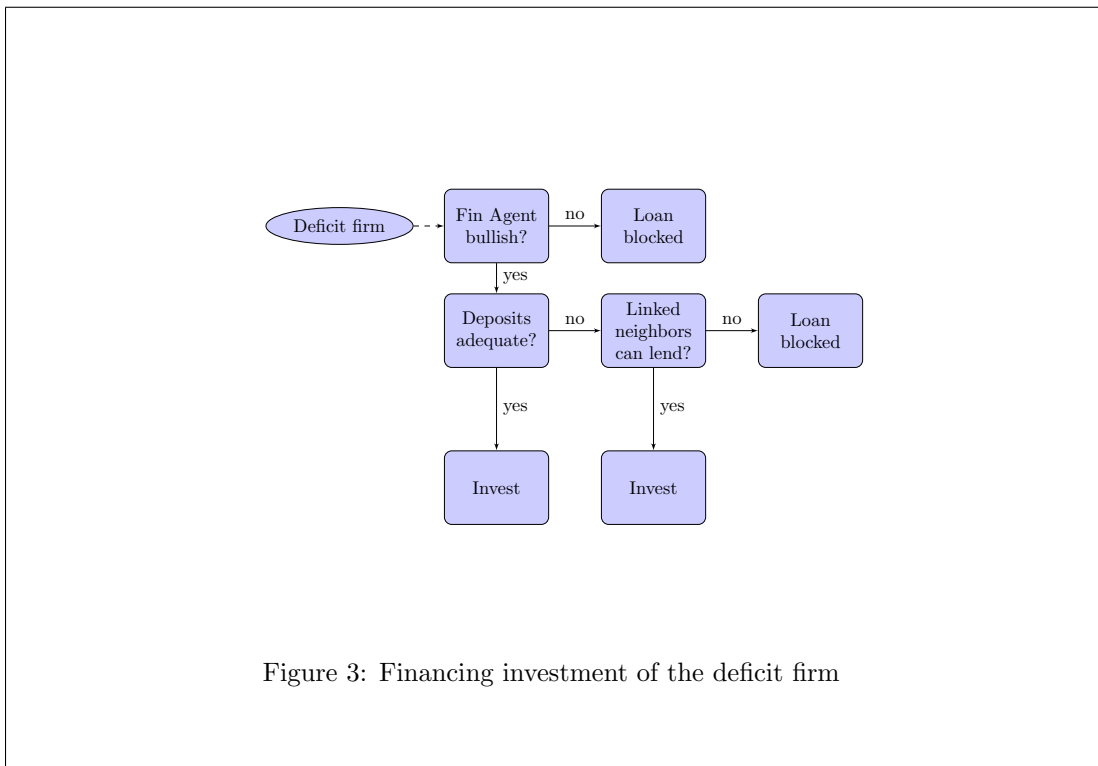 Deficit firm
Fin Agent
bullish?
no
Loan
blocked
yes
Deposits
adequate?
no
Linked
neighbors
can lend?
no
Loan
blocked
yes
yes
Invest
Invest
Figure 3: Financing investment of the deficit firm